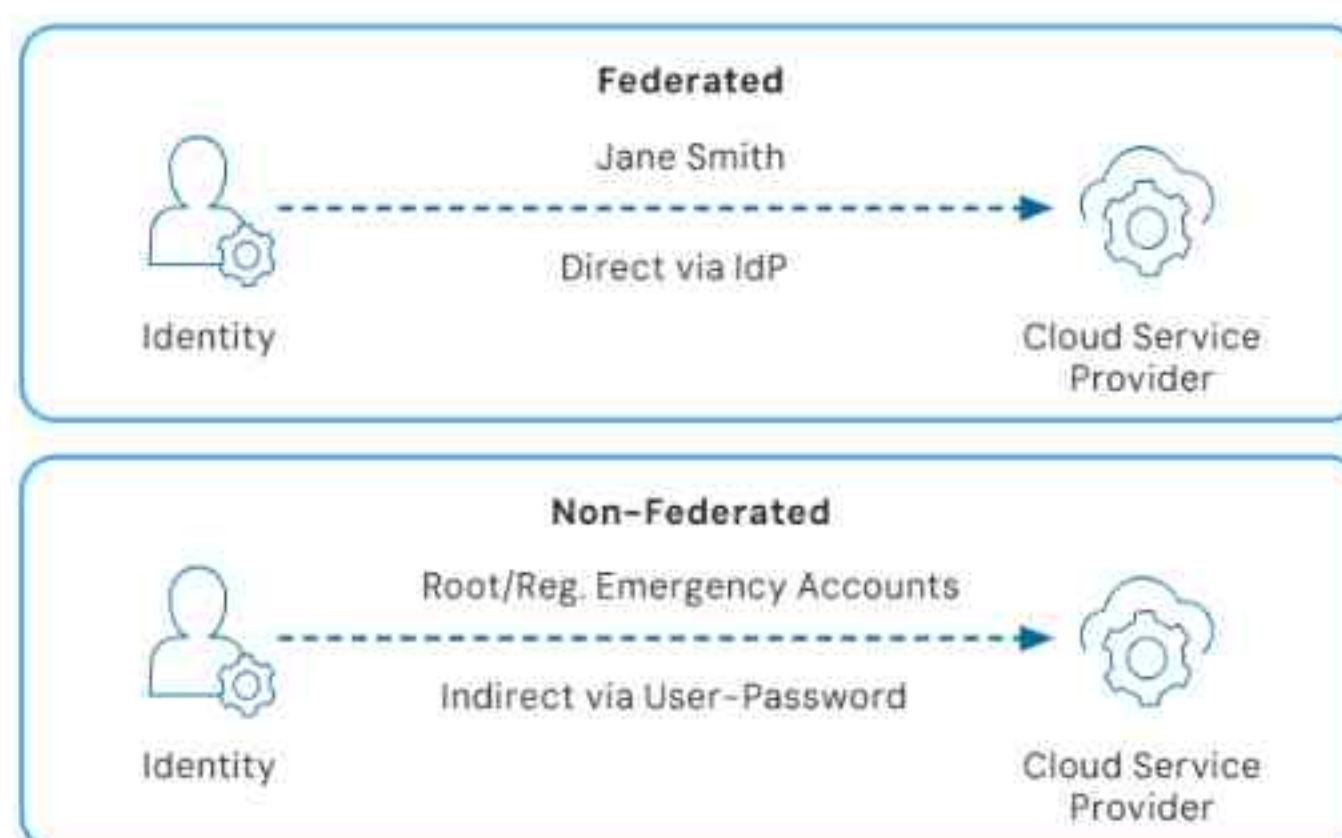 Federated
Jane Smith
Direct via IdP
Identity
Cloud Service
Provider
Non-Federated
Root/Reg. Emergency Accounts
Indirect via User-Password
Identity
Cloud Service
Provider